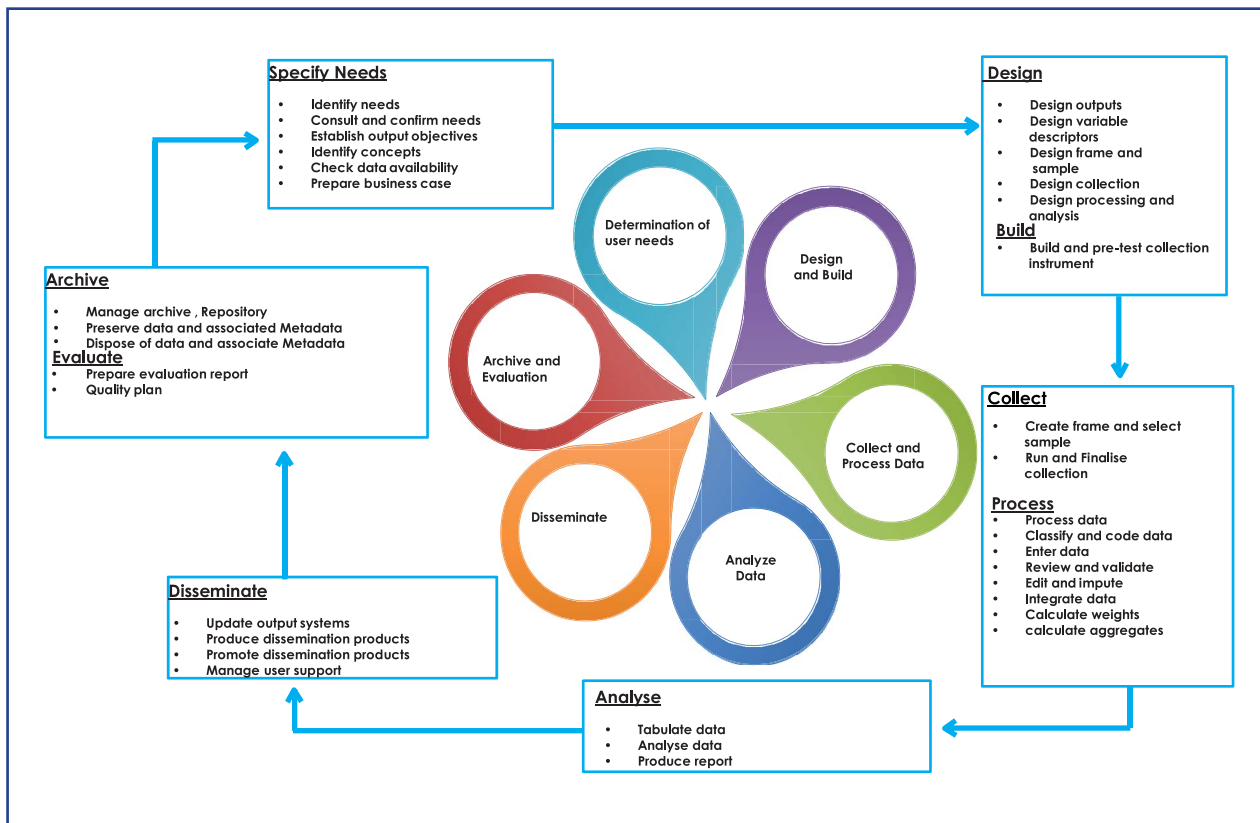 Specify Needs
• Identify needs
• Consult and confirm needs
• Establish output objectives
• Identify concepts
• Check data availability
• Prepare business case
Design
• Design outputs
• Design variable
descriptors
• Design frame and
sample
• Design collection
• Design processing and
analysis
Build
• Build and pre-test collection
instrument
Collect
• Create frame and select
sample
• Run and Finalise
collection
Process
• Process data
• Classify and code data
• Enter data
• Review and validate
• Edit and impute
• Integrate data
• Calculate weights
• calculate aggregates
Analyse
• Tabulate data
• Analyse data
• Produce report
Disseminate
• Update output systems
• Produce dissemination products
• Promote dissemination products
• Manage user support
Archive
• Manage archive , Repository
• Preserve data and associated Metadata
• Dispose of data and associate Metadata
Evaluate
• Prepare evaluation report
• Quality plan
Determination of
user needs
Design
and Build
Collect and
Process Data
Analyze
Data
Disseminate
Archive and
Evaluation